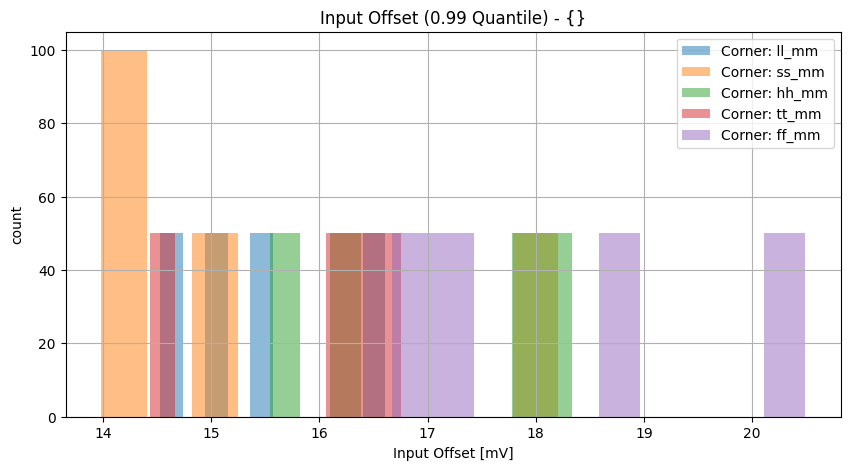 Input Offset (0.99 Quantile) - {}
Corner: ll_mm
Corner: ss_mm
Corner: hh_mm
Corner: tt_mm
Corner: ff_mm
count
100
80
60
40
20
0
14 15 16 17 18 19 20
Input Offset [mV]